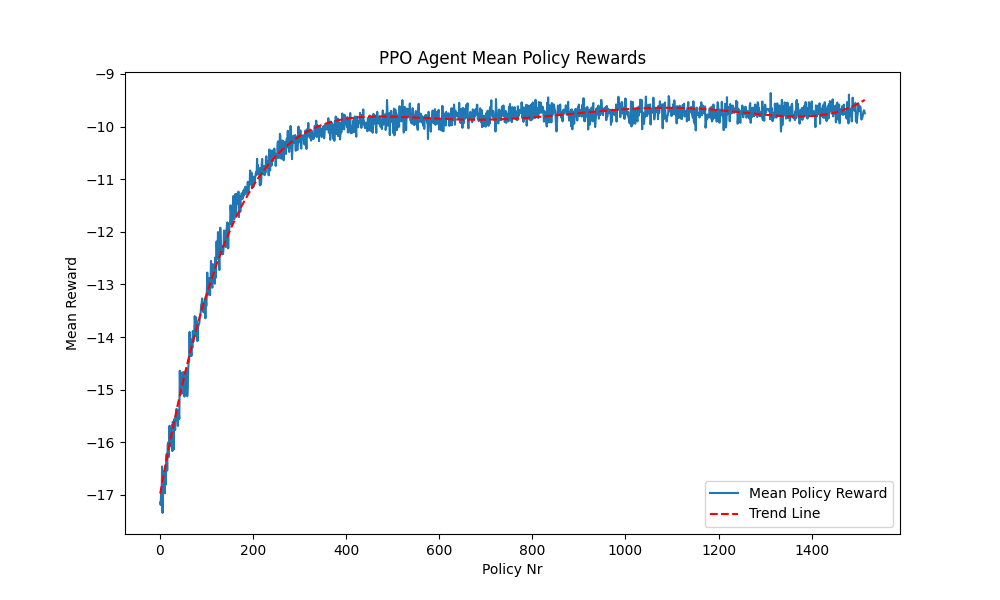 PPO Agent Mean Policy Rewards
Mean Reward
−9
−10
−11
−12
−13
−14
−15
−16
−17
0 200 400 600 800 1000 1200 1400
Policy Nr
Mean Policy Reward
Trend Line